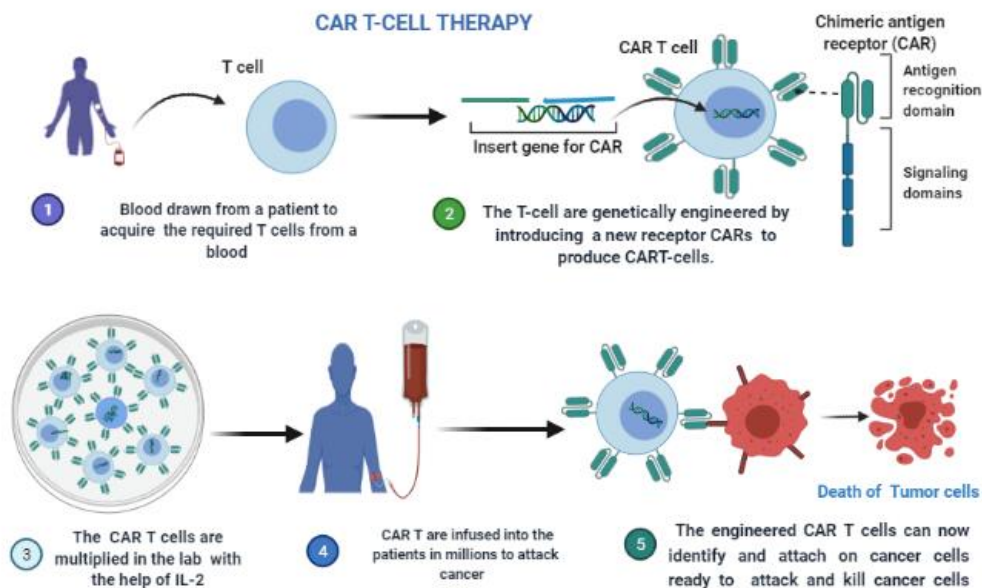 CAR T-CELL THERAPY
T cell
CAR T cell
Chimeric antigen
receptor (CAR)
Antigen
recognition
domain
Insert gene for CAR
Signaling
domains
1
Blood drawn from a patient to
acquire the required T cells from a
blood
2
The T-cell are genetically engineered by
introducing a new receptor CARs to
produce CART-cells.
Death of Tumor cells
3
The CAR T cells are
multiplied in the lab with
the help of IL-2
4
CAR T are infused into the
patients in millions to attack
cancer
5
The engineered CAR T cells can now
identify and attach on cancer cells
ready to attack and kill cancer cells